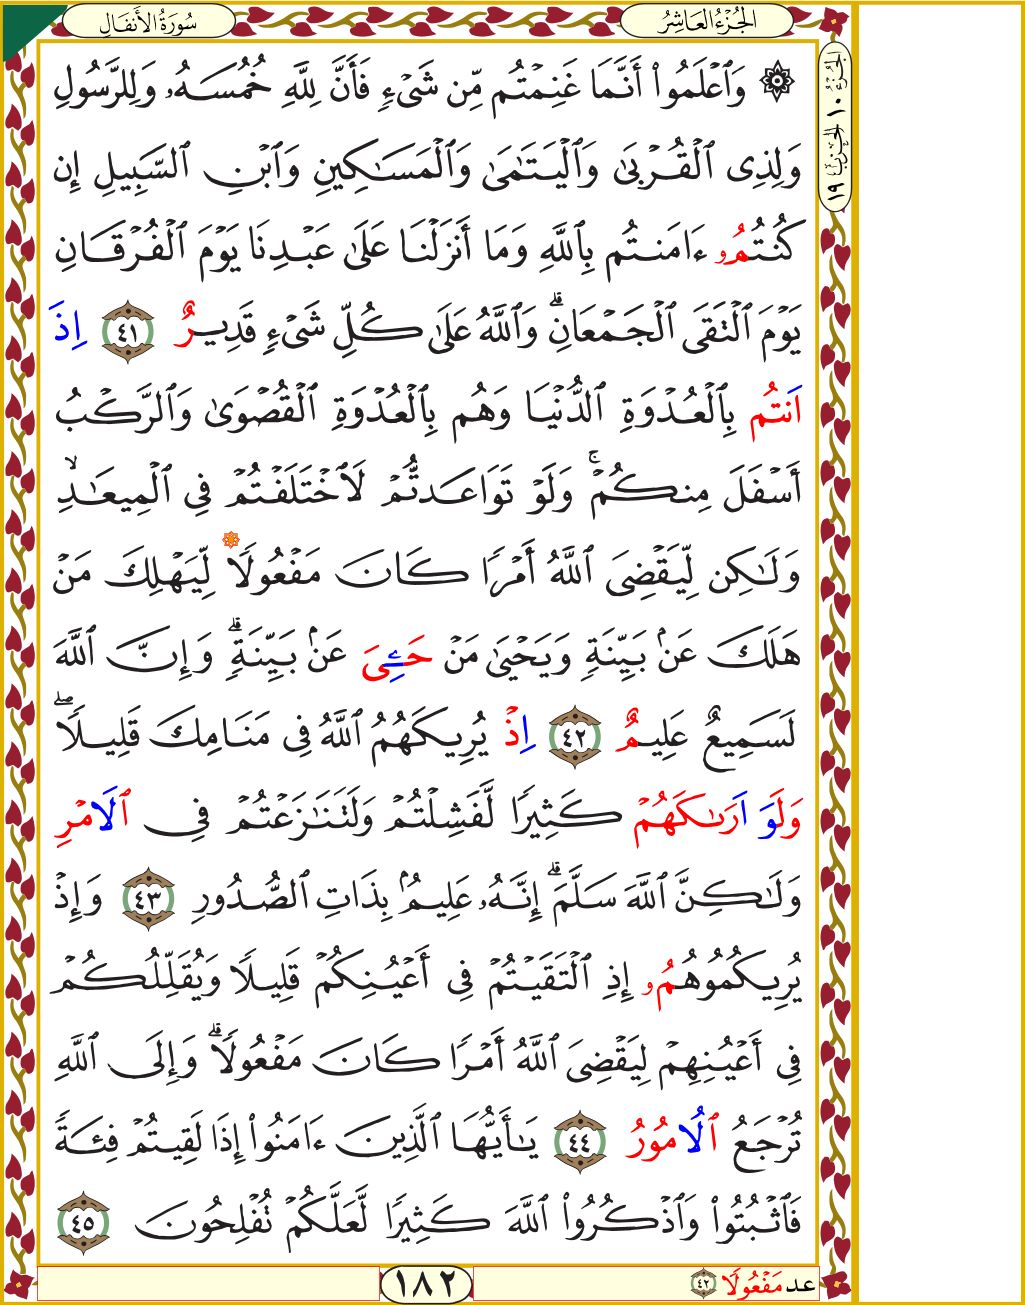 سُورَةُ الأَنفَال
الجُزْءُ العَاشِرُ
الجُزْءُ ١٠ الحِزْبُ ١٩
۞ وَٱعۡلَمُوٓاْ أَنَّمَا غَنِمۡتُم مِّن شَيۡءٖ فَأَنَّ لِلَّهِ خُمُسَهُۥ وَلِلرَّسُولِ
وَلِذِي ٱلۡقُرۡبَىٰ وَٱلۡيَتَٰمَىٰ وَٱلۡمَسَٰكِينِ وَٱبۡنِ ٱلسَّبِيلِ إِن
كُنتُمُۥ ءَامَنتُم بِٱللَّهِ وَمَآ أَنزَلۡنَا عَلَىٰ عَبۡدِنَا يَوۡمَ ٱلۡفُرۡقَانِ
يَوۡمَ ٱلۡتَقَى ٱلۡجَمۡعَانِۗ وَٱللَّهُ عَلَىٰ كُلِّ شَيۡءٖ قَدِيرٌ ٤١ اِذَ
اَنتُم بِٱلۡعُدۡوَةِ ٱلدُّنۡيَا وَهُم بِٱلۡعُدۡوَةِ ٱلۡقُصۡوَىٰ وَٱلرَّكۡبُ
أَسۡفَلَ مِنكُمۡۚ وَلَوۡ تَوَاعَدتُّمۡ لَٱخۡتَلَفۡتُمۡ فِي ٱلۡمِيعَٰدِۙ
وَلَٰكِن لِّيَقۡضِيَ ٱللَّهُ أَمۡرٗا كَانَ مَفۡعُولٗا لِّيَهۡلِكَ مَنۡ
هَلَكَ عَنۢ بَيِّنَةٖ وَيَحۡيَىٰ مَنۡ حَيِيَ عَنۢ بَيِّنَةٖۗ وَإِنَّ ٱللَّهَ
لَسَمِيعٌ عَلِيمٌ ٤٢ اِذۡ يُرِيكَهُمُ ٱللَّهُ فِي مَنَامِكَ قَلِيلٗاۖ
وَلَوَ اَرَىٰكَهُمۡ كَثِيرٗا لَّفَشِلۡتُمۡ وَلَتَنَٰزَعۡتُمۡ فِي ٱلَامۡرِ
وَلَٰكِنَّ ٱللَّهَ سَلَّمَۗ إِنَّهُۥ عَلِيمُۢ بِذَاتِ ٱلصُّدُورِ ٤٣ وَإِذۡ
يُرِيكُمُوهُمُۥ إِذِ ٱلۡتَقَيۡتُمۡ فِيٓ أَعۡيُنِكُمۡ قَلِيلٗا وَيُقَلِّلُكُمۡ
فِيٓ أَعۡيُنِهِمۡ لِيَقۡضِيَ ٱللَّهُ أَمۡرٗا كَانَ مَفۡعُولٗاۗ وَإِلَى ٱللَّهِ
تُرۡجَعُ ٱلُامُورُ ٤٤ يَٰٓأَيُّهَا ٱلَّذِينَ ءَامَنُوٓاْ إِذَا لَقِيتُمۡ فِئَةٗ
فَٱثۡبُتُواْ وَٱذۡكُرُواْ ٱللَّهَ كَثِيرٗا لَّعَلَّكُمۡ تُفۡلِحُونَ ٤٥
عد مَفۡعُولٗا ٤٢
١٨٢